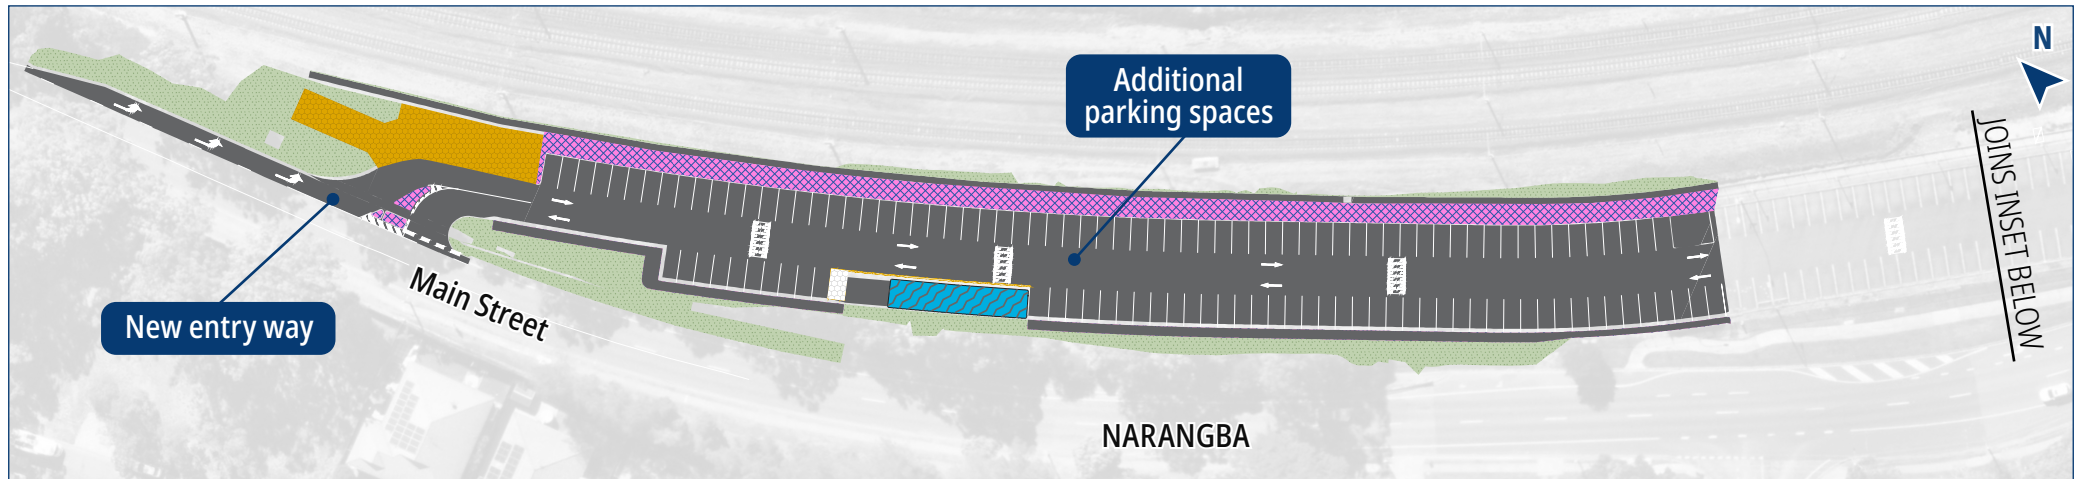 N
Additional
parking spaces
JOINS INSET BELOW
Main Street
New entry way
NARANGBA